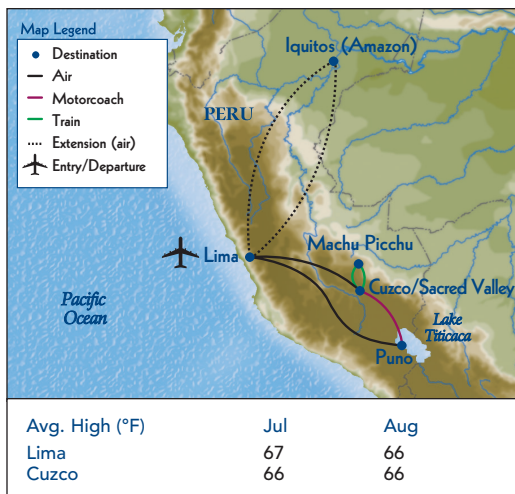 Map Legend
Destination
Air
Motorcoach
Train
Extension (air)
Entry/Departure
Iquitos (Amazon)
PERU
Lima
Machu Picchu
Cuzco/Sacred Valley
Pacific
Ocean
Lake
Titicaca
Puno
Avg. High (°F) Jul Aug
Lima 67 66
Cuzco 66 66